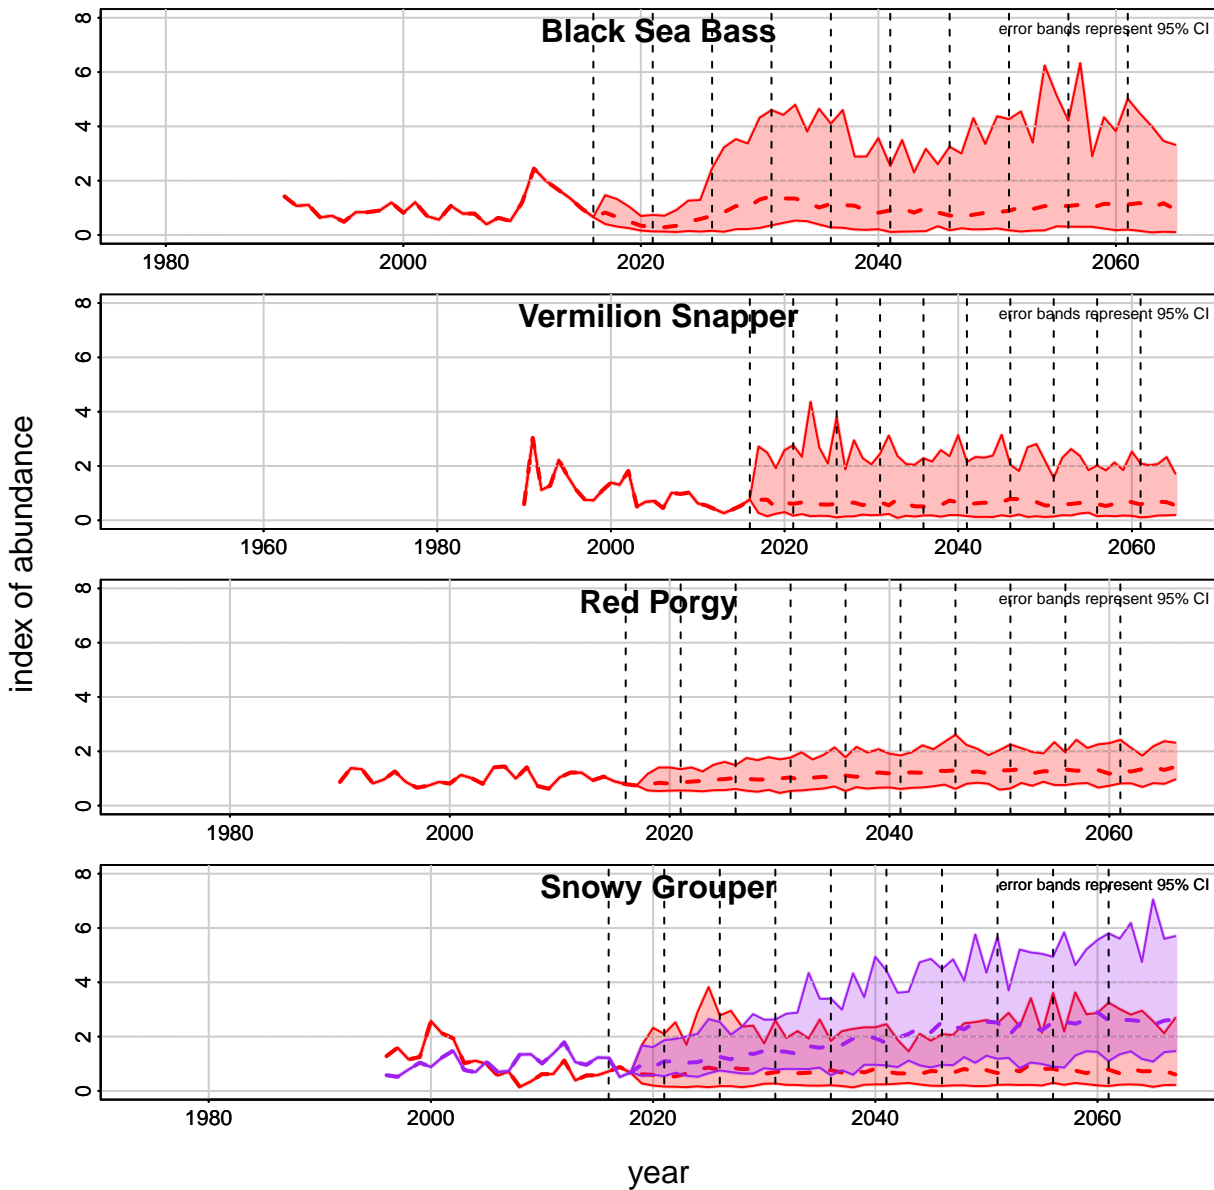 Black Sea Bass
error bands represent 95% CI
0 2 4 6 8
1980 2000 2020 2040 2060
Vermilion Snapper
error bands represent 95% CI
0 2 4 6 8
1960 1980 2000 2020 2040 2060
Red Porgy
error bands represent 95% CI
0 2 4 6 8
1980 2000 2020 2040 2060
Snowy Grouper
error bands represent 95% CI
0 2 4 6 8
1980 2000 2020 2040 2060
index of abundance
year